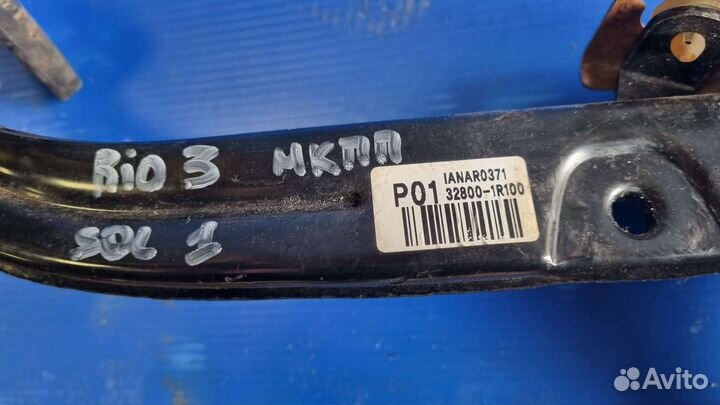 Rio 3 МКПП
SOL 1
P01 IANAR0371
32800-1R100
Avito